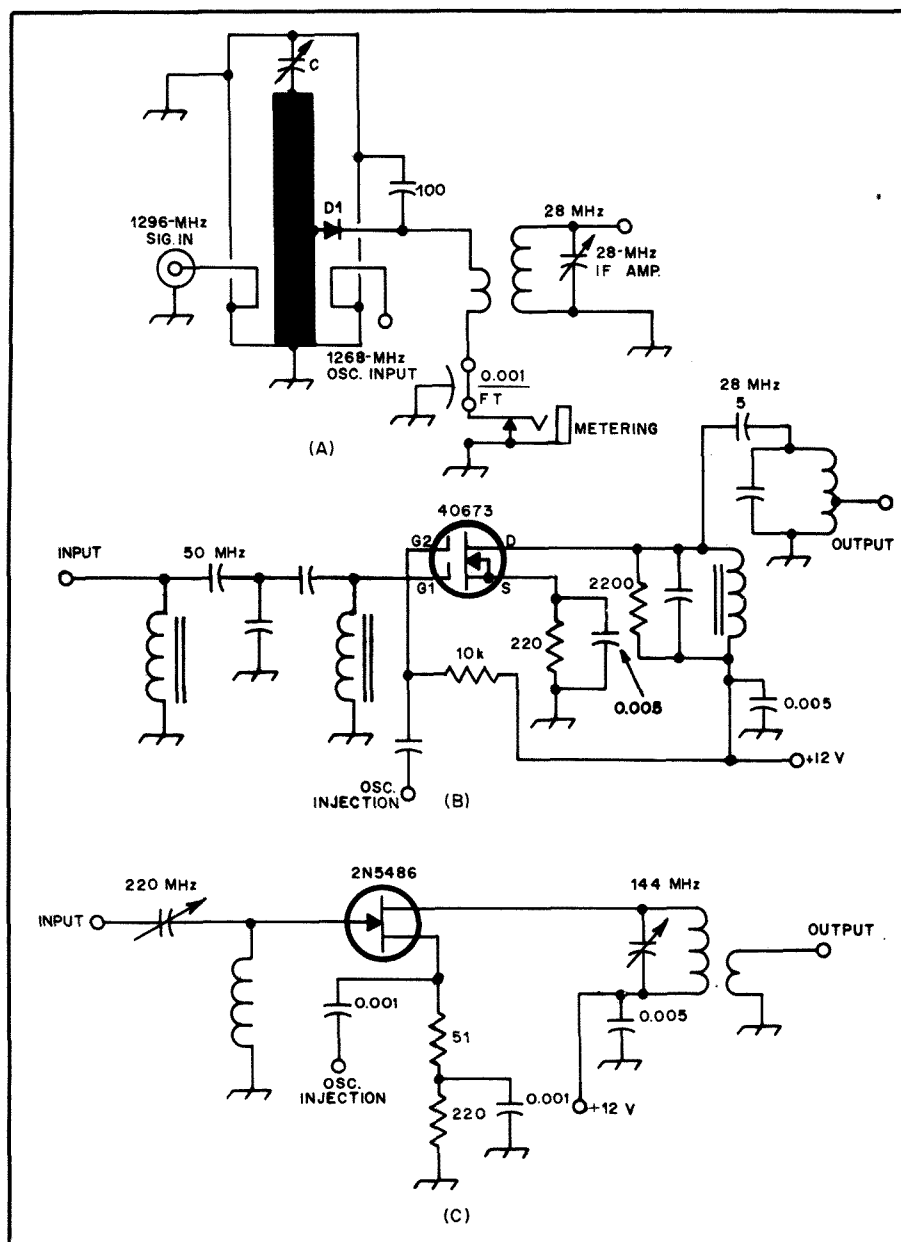 C
100
D1
1296-MHz
SIG. IN
28 MHz
28-MHz
IF AMP.
1268-MHz
OSC. INPUT
0.001
FT
METERING
(A)
28 MHz
5
40673
INPUT
50 MHz
G2
D
G1
S
OUTPUT
2200
220
10k
0.005
0.005
+12 V
OSC.
INJECTION
(B)
2N5486
220 MHz
144 MHz
INPUT
OUTPUT
0.001
51
0.005
OSC.
INJECTION
220
0.001
+12 V
(C)